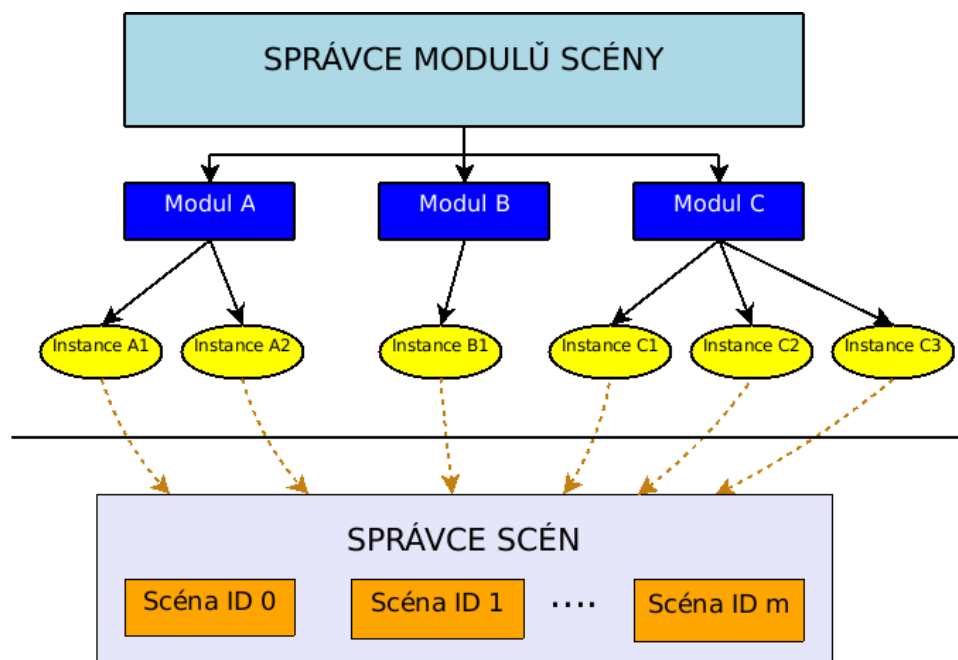 SPRÁVCE MODULŮ SCÉNY
Modul A
Modul B
Modul C
Instance A1
Instance A2
Instance B1
Instance C1
Instance C2
Instance C3
SPRÁVCE SCÉN
Scéna ID 0
Scéna ID 1
....
Scéna ID m